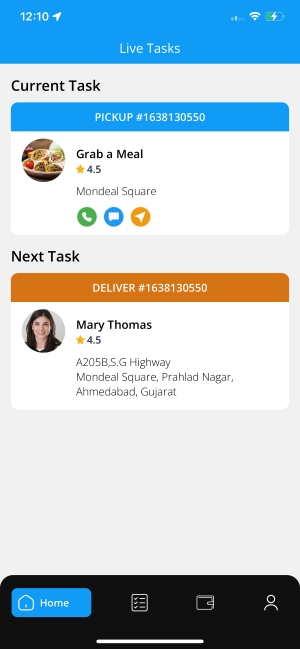 12:10
Live Tasks
Current Task
PICKUP #1638130550
Grab a Meal
4.5
Mondeal Square
Next Task
DELIVER #1638130550
Mary Thomas
4.5
A205B,S.G Highway
Mondeal Square, Prahlad Nagar,
Ahmedabad, Gujarat
Home